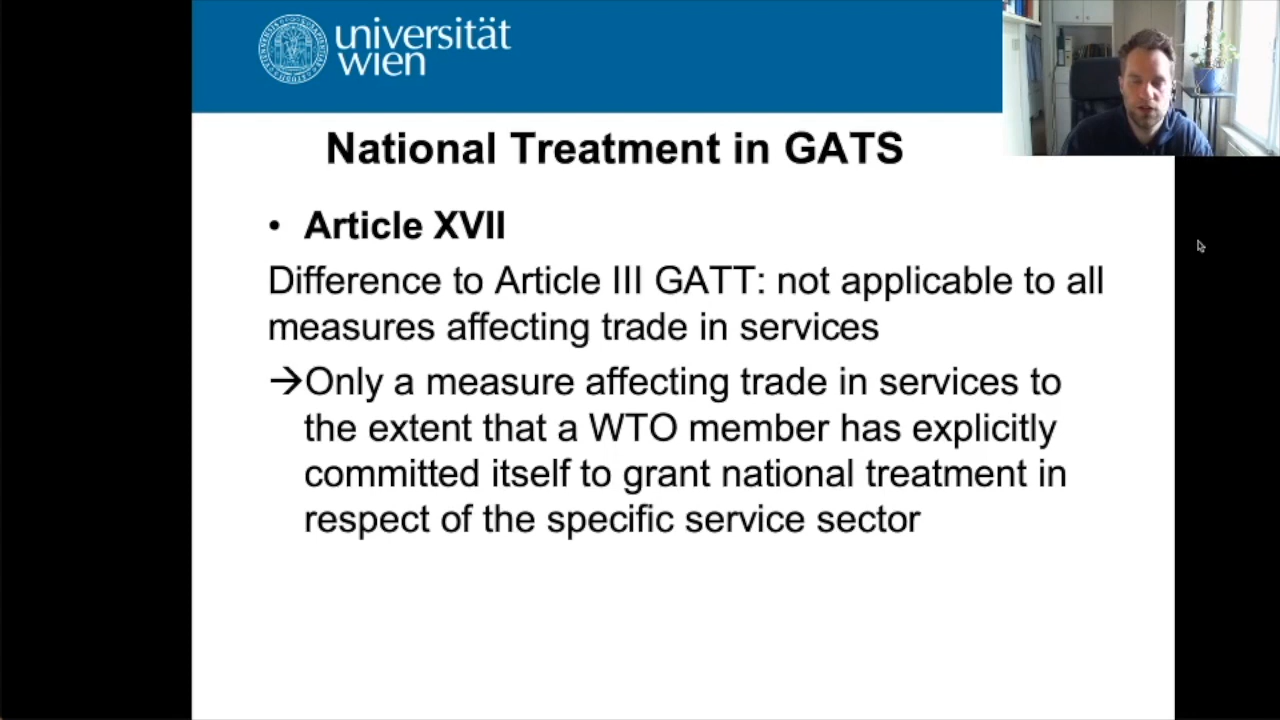 universität
wien
National Treatment in GATS
• Article XVII
Difference to Article III GATT: not applicable to all
measures affecting trade in services
→Only a measure affecting trade in services to
the extent that a WTO member has explicitly
committed itself to grant national treatment in
respect of the specific service sector